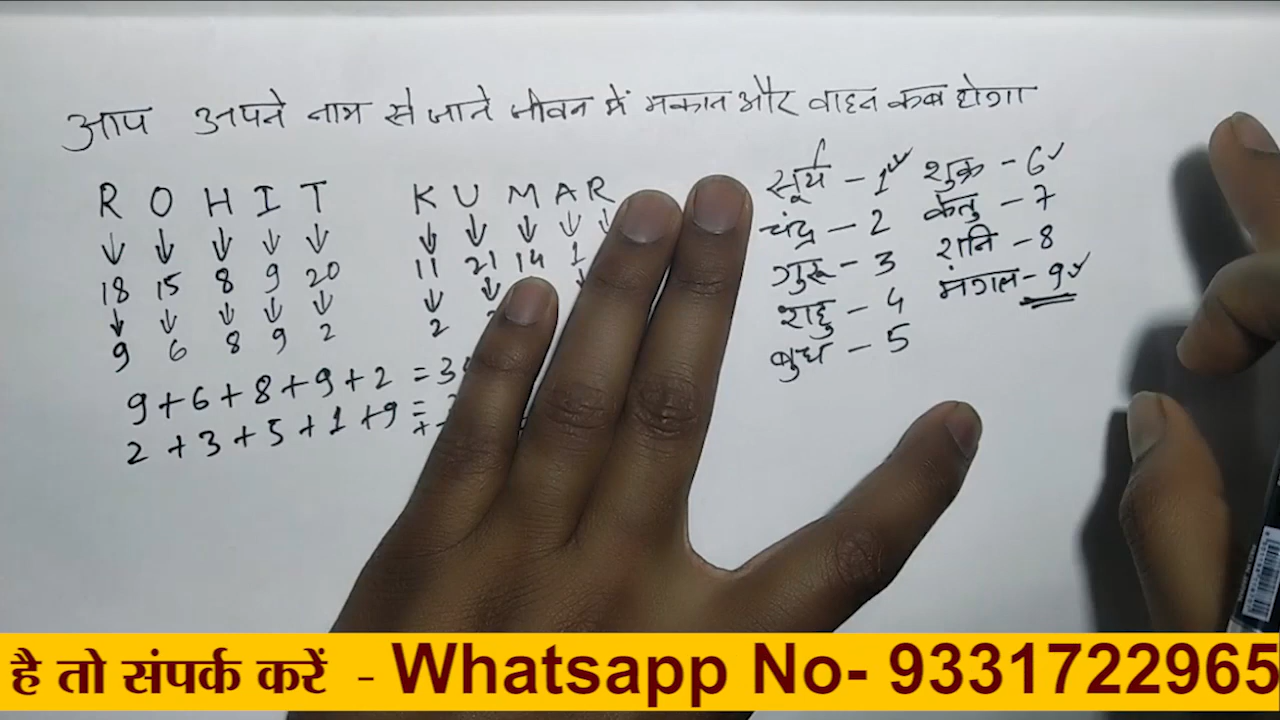 आप अपने नाम से जाने जीवन में मकान और वाहन कब होगा
R O H I T K U M A R
18 15 8 9 20 11 21 14 1
9 6 8 9 2 2
9+6+8+9+2 =
2+3+5+1+9=
सूर्य - 1
चंद्र - 2
गुरू - 3
राहु - 4
बुध - 5
शुक्र - 6
केतु - 7
शनि - 8
मंगल - 9
है तो संपर्क करें - Whatsapp No- 9331722965